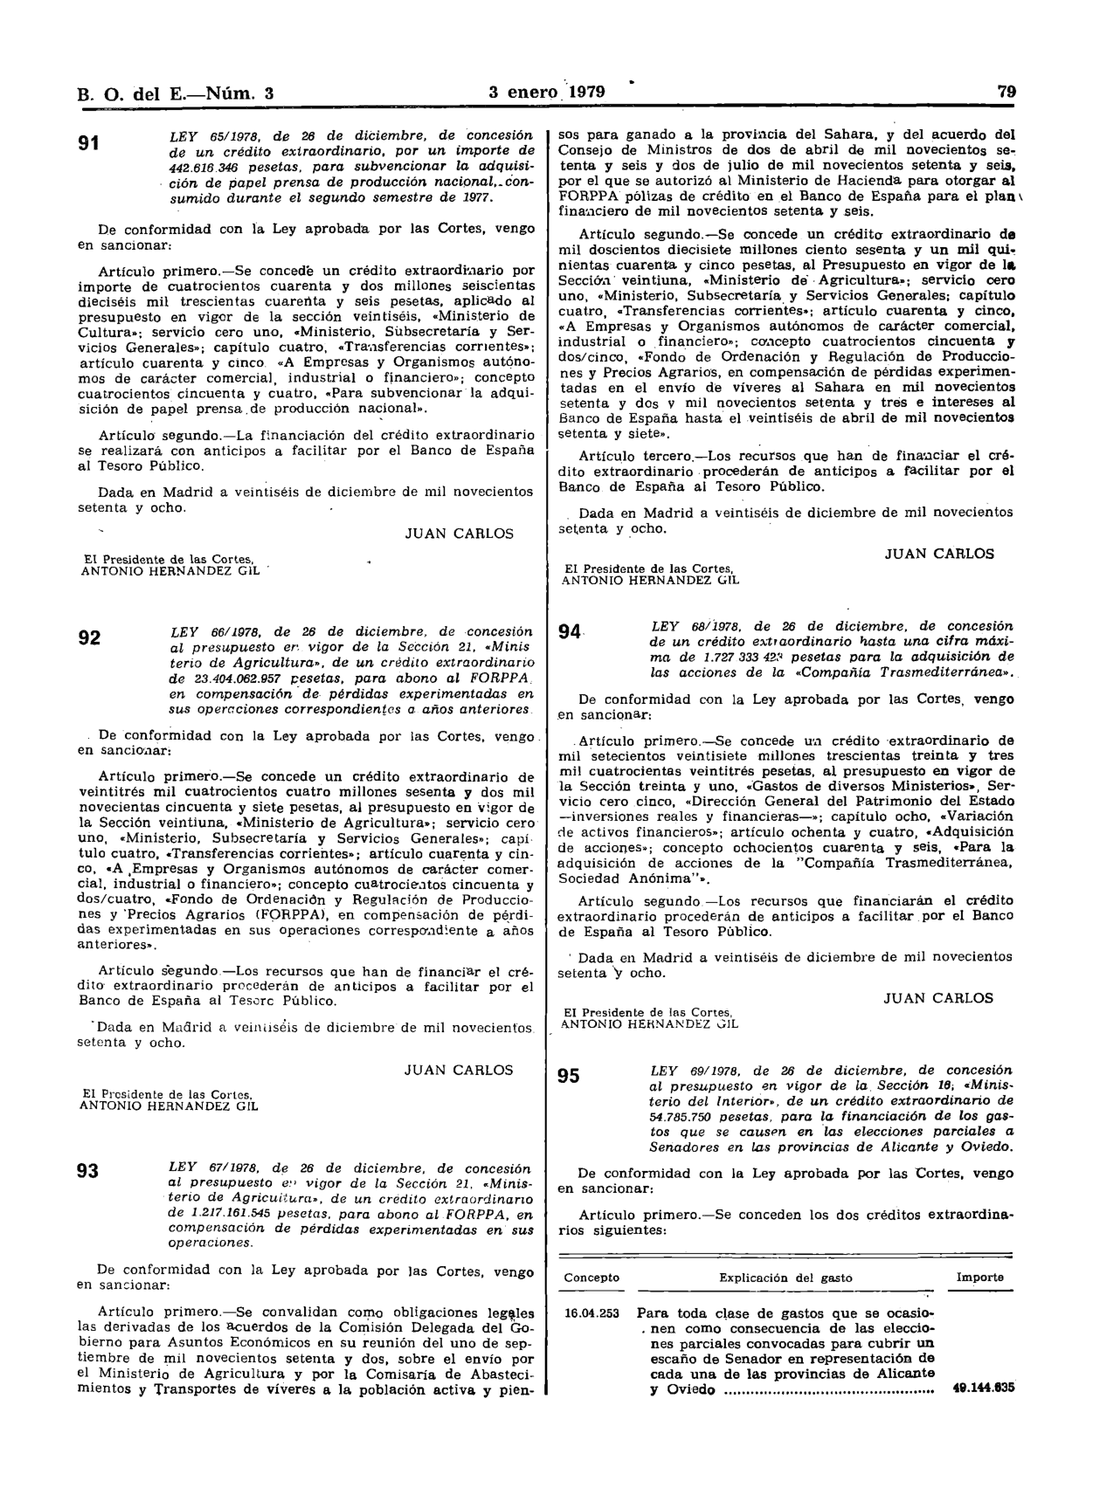 B. O. del E.—Núm. 3
3 enero 1979
79
91
LEY 65/1978, de 26 de diciembre, de concesión
de un crédito extraordinario, por un importe de
442.616.346 pesetas, para subvencionar la adquisi-
ción de papel prensa de producción nacional, con-
sumido durante el segundo semestre de 1977.
De conformidad con la Ley aprobada por las Cortes, vengo
en sancionar:
Artículo primero.—Se concede un crédito extraordinario por
importe de cuatrocientos cuarenta y dos millones seiscientas
dieciséis mil trescientas cuarenta y seis pesetas, aplicado al
presupuesto en vigor de la sección veintiséis, «Ministerio de
Cultura»; servicio cero uno, «Ministerio, Subsecretaría y Ser-
vicios Generales»; capítulo cuatro, «Transferencias corrientes»;
artículo cuarenta y cinco «A Empresas y Organismos autóno-
mos de carácter comercial, industrial o financiero»; concepto
cuatrocientos cincuenta y cuatro, «Para subvencionar la adqui-
sición de papel prensa de producción nacional».
Artículo segundo.—La financiación del crédito extraordinario
se realizará con anticipos a facilitar por el Banco de España
al Tesoro Público.
Dada en Madrid a veintiséis de diciembre de mil novecientos
setenta y ocho.
JUAN CARLOS
El Presidente de las Cortes,
ANTONIO HERNANDEZ GIL
92
LEY 66/1978, de 26 de diciembre, de concesión
al presupuesto en vigor de la Sección 21, «Minis
terio de Agricultura», de un crédito extraordinario
de 23.404.062.957 pesetas, para abono al FORPPA,
en compensación de pérdidas experimentadas en
sus operaciones correspondientes a años anteriores
De conformidad con la Ley aprobada por las Cortes, vengo
en sancionar:
Artículo primero.—Se concede un crédito extraordinario de
veintitrés mil cuatrocientos cuatro millones sesenta y dos mil
novecientas cincuenta y siete pesetas, al presupuesto en vigor de
la Sección veintiuna, «Ministerio de Agricultura»; servicio cero
uno, «Ministerio, Subsecretaría y Servicios Generales»; capí-
tulo cuatro, «Transferencias corrientes»; artículo cuarenta y cin-
co, «A Empresas y Organismos autónomos de carácter comer-
cial, industrial o financiero»; concepto cuatrocientos cincuenta y
dos/cuatro, «Fondo de Ordenación y Regulación de Produccio-
nes y Precios Agrarios (FORPPA), en compensación de pérdi-
das experimentadas en sus operaciones correspondiente a años
anteriores».
Artículo segundo.—Los recursos que han de financiar el cré-
dito extraordinario procederán de anticipos a facilitar por el
Banco de España al Tesoro Público.
Dada en Madrid a veintiséis de diciembre de mil novecientos
setenta y ocho.
JUAN CARLOS
El Presidente de las Cortes,
ANTONIO HERNANDEZ GIL
93
LEY 67/1978, de 26 de diciembre, de concesión
al presupuesto en vigor de la Sección 21, «Minis-
terio de Agricultura», de un crédito extraordinario
de 1.217.161.545 pesetas, para abono al FORPPA, en
compensación de pérdidas experimentadas en sus
operaciones.
De conformidad con la Ley aprobada por las Cortes, vengo
en sancionar:
Artículo primero.—Se convalidan como obligaciones legales
las derivadas de los acuerdos de la Comisión Delegada del Go-
bierno para Asuntos Económicos en su reunión del uno de sep-
tiembre de mil novecientos setenta y dos, sobre el envío por
el Ministerio de Agricultura y por la Comisaría de Abasteci-
mientos y Transportes de víveres a la población activa y pien-
sos para ganado a la provincia del Sahara, y del acuerdo del
Consejo de Ministros de dos de abril de mil novecientos se-
tenta y seis y dos de julio de mil novecientos setenta y seis,
por el que se autorizó al Ministerio de Hacienda para otorgar al
FORPPA pólizas de crédito en el Banco de España para el plan
financiero de mil novecientos setenta y seis.
Artículo segundo.—Se concede un crédito extraordinario de
mil doscientos diecisiete millones ciento sesenta y un mil qui-
nientas cuarenta y cinco pesetas, al Presupuesto en vigor de la
Sección veintiuna, «Ministerio de Agricultura»; servicio cero
uno, «Ministerio, Subsecretaría y Servicios Generales; capítulo
cuatro, «Transferencias corrientes»; artículo cuarenta y cinco,
«A Empresas y Organismos autónomos de carácter comercial,
industrial o financiero»; concepto cuatrocientos cincuenta y
dos/cinco, «Fondo de Ordenación y Regulación de Produccio-
nes y Precios Agrarios, en compensación de pérdidas experimen-
tadas en el envío de víveres al Sahara en mil novecientos
setenta y dos y mil novecientos setenta y tres e intereses al
Banco de España hasta el veintiséis de abril de mil novecientos
setenta y siete».
Artículo tercero.—Los recursos que han de financiar el cré-
dito extraordinario procederán de anticipos a facilitar por el
Banco de España al Tesoro Público.
Dada en Madrid a veintiséis de diciembre de mil novecientos
setenta y ocho.
JUAN CARLOS
El Presidente de las Cortes,
ANTONIO HERNANDEZ GIL
94
LEY 68/1978, de 26 de diciembre, de concesión
de un crédito extraordinario hasta una cifra máxi-
ma de 1.727 333 423 pesetas para la adquisición de
las acciones de la «Compañía Trasmediterránea».
De conformidad con la Ley aprobada por las Cortes, vengo
en sancionar:
Artículo primero.—Se concede un crédito extraordinario de
mil setecientos veintisiete millones trescientas treinta y tres
mil cuatrocientas veintitrés pesetas, al presupuesto en vigor de
la Sección treinta y uno, «Gastos de diversos Ministerios», Ser-
vicio cero cinco, «Dirección General del Patrimonio del Estado
—inversiones reales y financieras—»; capítulo ocho, «Variación
de activos financieros»; artículo ochenta y cuatro, «Adquisición
de acciones»; concepto ochocientos cuarenta y seis, «Para la
adquisición de acciones de la "Compañía Trasmediterránea,
Sociedad Anónima"».
Artículo segundo.—Los recursos que financiarán el crédito
extraordinario procederán de anticipos a facilitar por el Banco
de España al Tesoro Público.
Dada en Madrid a veintiséis de diciembre de mil novecientos
setenta y ocho.
JUAN CARLOS
El Presidente de las Cortes,
ANTONIO HERNANDEZ GIL
95
LEY 69/1978, de 26 de diciembre, de concesión
al presupuesto en vigor de la Sección 16, «Minis-
terio del Interior», de un crédito extraordinario de
54.785.750 pesetas, para la financiación de los gas-
tos que se causen en las elecciones parciales a
Senadores en las provincias de Alicante y Oviedo.
De conformidad con la Ley aprobada por las Cortes, vengo
en sancionar:
Artículo primero.—Se conceden los dos créditos extraordina-
rios siguientes:
Concepto Explicación del gasto Importe
16.04.253 Para toda clase de gastos que se ocasio-
nen como consecuencia de las eleccio-
nes parciales convocadas para cubrir un
escaño de Senador en representación de
cada una de las provincias de Alicante
y Oviedo .............................................. 49.144.635